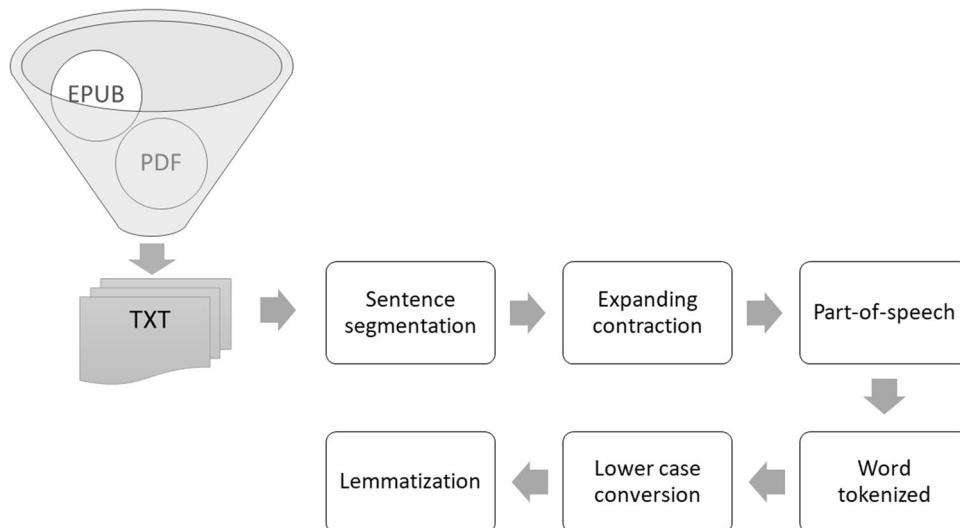 EPUB
PDF
TXT
Sentence
segmentation
Expanding
contraction
Part-of-speech
Word
tokenized
Lower case
conversion
Lemmatization